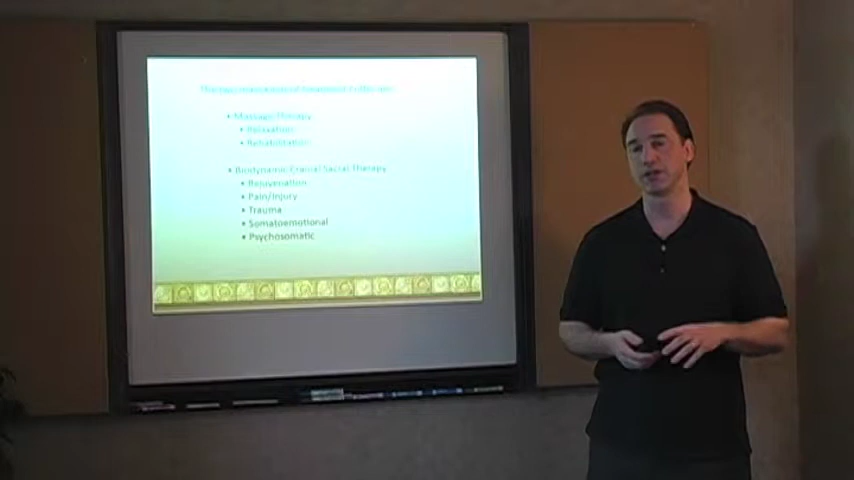 • Massage Therapy
• Relaxation
• Rehabilitation
• Biodynamic Cranial Sacral Therapy
• Rejuvenation
• Pain/Injury
• Trauma
• Somatoemotional
• Psychosomatic